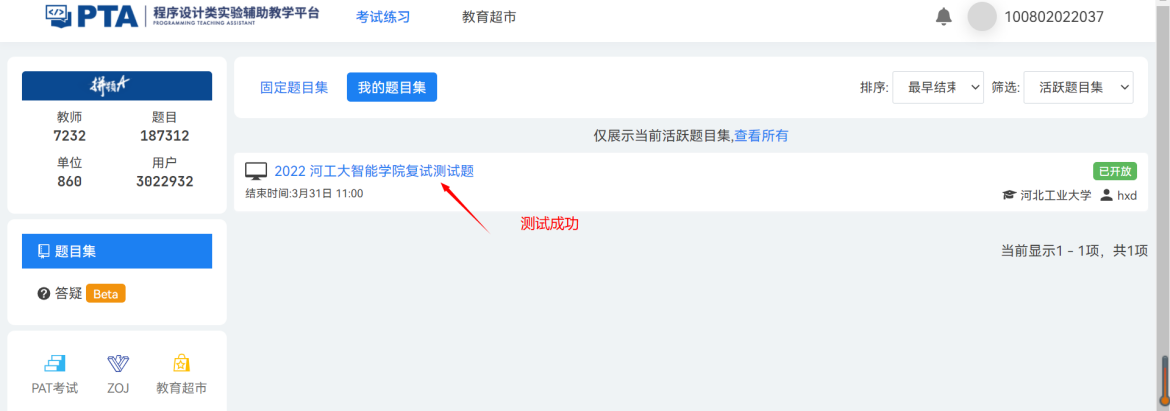 PTA 程序设计类实验辅助教学平台
PROGRAMMING TEACHING ASSISTANT
考试练习
教育超市
100802022037
拼题A
教师 题目
7232 187312
单位 用户
860 3022932
题目集
答疑 Beta
PAT考试 ZOJ 教育超市
固定题目集 我的题目集
排序: 最早结束 筛选: 活跃题目集
仅展示当前活跃题目集,查看所有
2022 河工大智能学院复试测试题
已开放
结束时间:3月31日 11:00
河北工业大学 hxd
测试成功
当前显示1 - 1项，共1项